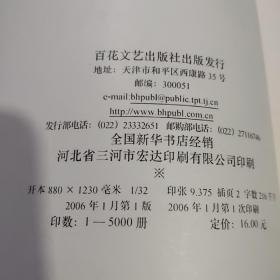 百花文艺出版社出版发行
地址:天津市和平区西康路35号
邮编:300051
e-mail:bhpubl@public.tpt.tj.cn
http://www.bhpubl.com.cn
发行部电话:(022)23332651 邮购部电话:(022)27116746
全国新华书店经销
河北省三河市宏达印刷有限公司印刷
※
开本 880×1230毫米 1/32 印张 9.375 插页 2 字数 206千字
2006年1月第1版 2006年1月第1次印刷
印数:1—5000册 定价:16.00元